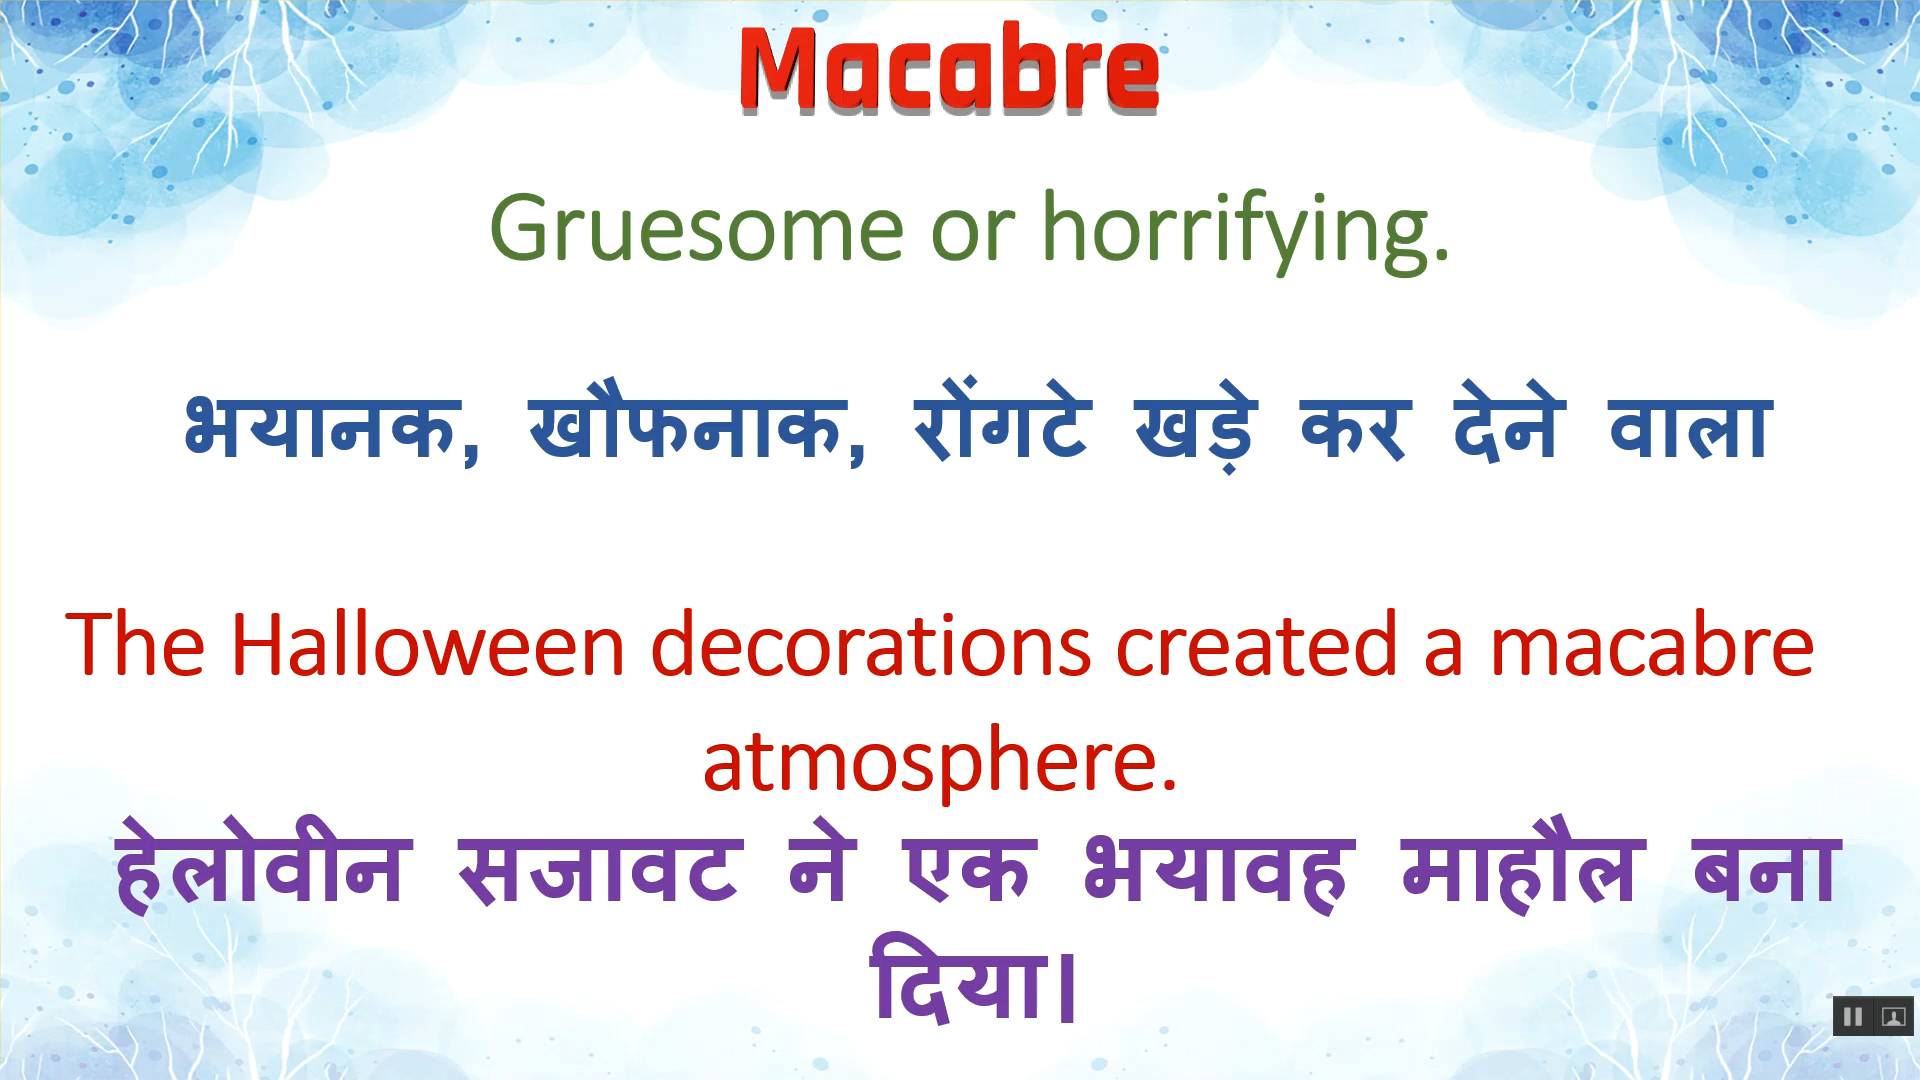 Macabre
Gruesome or horrifying.
भयानक, खौफनाक, रोंगटे खड़े कर देने वाला
The Halloween decorations created a macabre
atmosphere.
हेलोवीन सजावट ने एक भयावह माहौल बना
दिया।